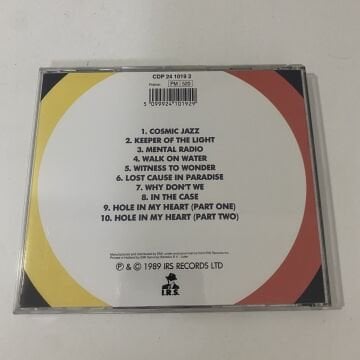 CDP 24 1019 2
France: PM 520
5 099924 101929
1. COSMIC JAZZ
2. KEEPER OF THE LIGHT
3. MENTAL RADIO
4. WALK ON WATER
5. WITNESS TO WONDER
6. LOST CAUSE IN PARADISE
7. WHY DON'T WE
8. IN THE CASE
9. HOLE IN MY HEART (PART ONE)
10. HOLE IN MY HEART (PART TWO)
℗ & © 1989 IRS RECORDS LTD
I.R.S.